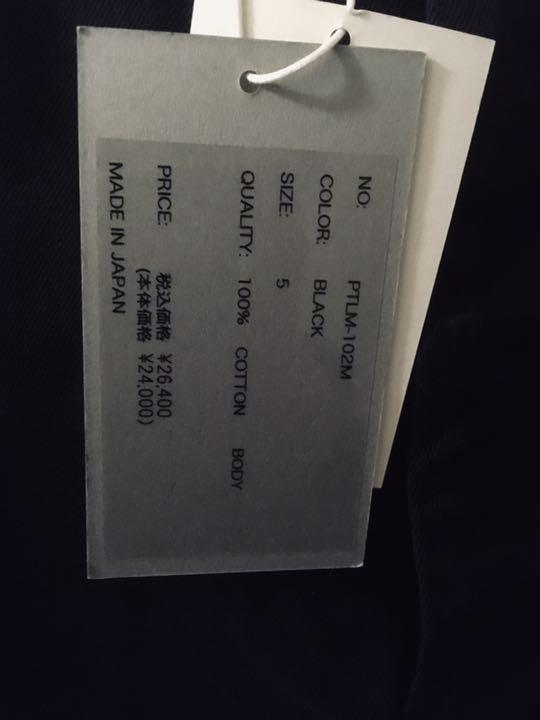 NO: PTLM-102M
COLOR: BLACK
SIZE: 5
QUALITY: 100% COTTON BODY
PRICE: 税込価格 ¥26,400
(本体価格 ¥24,000)
MADE IN JAPAN